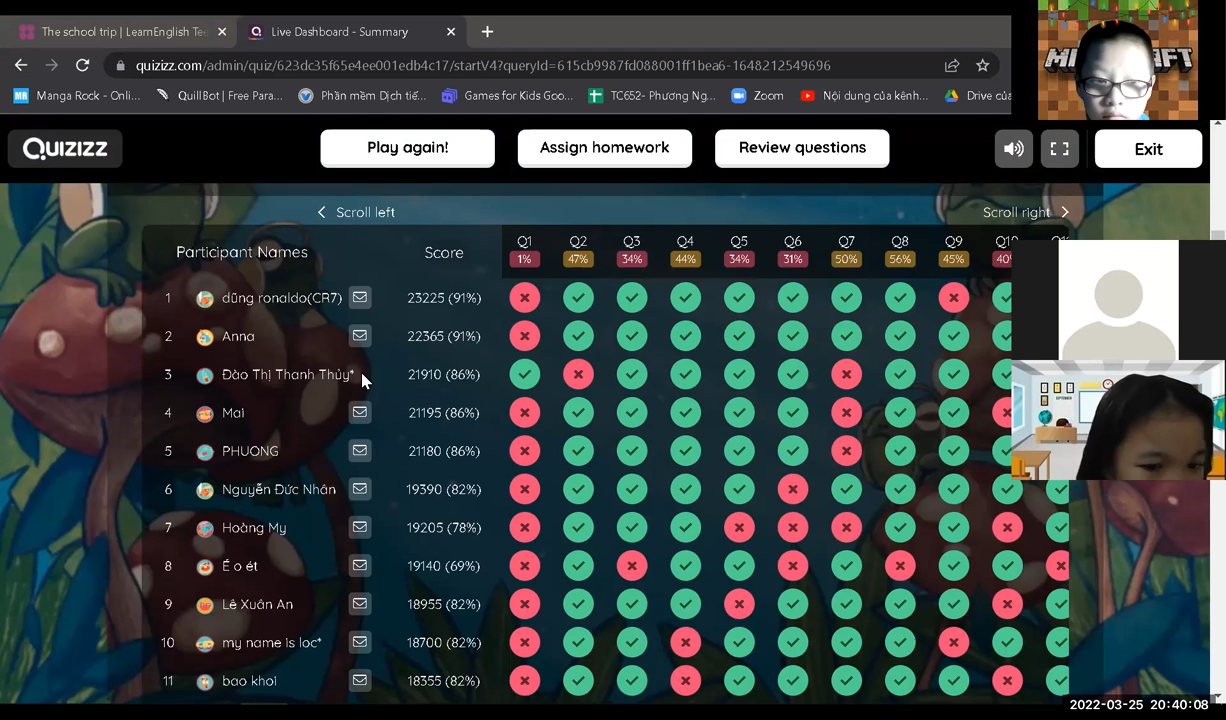 The school trip | LearnEnglish Tee
Live Dashboard - Summary
quizizz.com/admin/quiz/623dc35f65e4ee001edb4c17/startV4?queryId=615cb9987fd088001ff1bea6-1648212549696
MR Manga Rock - Onli...
QuillBot | Free Para...
Phần mềm Dịch tiế...
Games for Kids Goo...
TC652- Phương Ng...
Zoom
Nội dung của kênh...
Drive của
MINECRAFT
QUIZIZZ
Play again!
Assign homework
Review questions
Exit
Scroll left
Scroll right
Participant Names Score Q1 Q2 Q3 Q4 Q5 Q6 Q7 Q8 Q9 Q10
1% 47% 34% 44% 34% 31% 50% 56% 45% 40%
1 dũng ronaldo(CR7) 23225 (91%)
2 Anna 22365 (91%)
3 Đào Thị Thanh Thủy* 21910 (86%)
4 Mai 21195 (86%)
5 PHUONG 21180 (86%)
6 Nguyễn Đức Nhân 19390 (82%)
7 Hoàng My 19205 (78%)
8 É o ét 19140 (69%)
9 Lê Xuân An 18955 (82%)
10 my name is loc* 18700 (82%)
11 bao khoi 18355 (82%)
2022-03-25 20:40:08